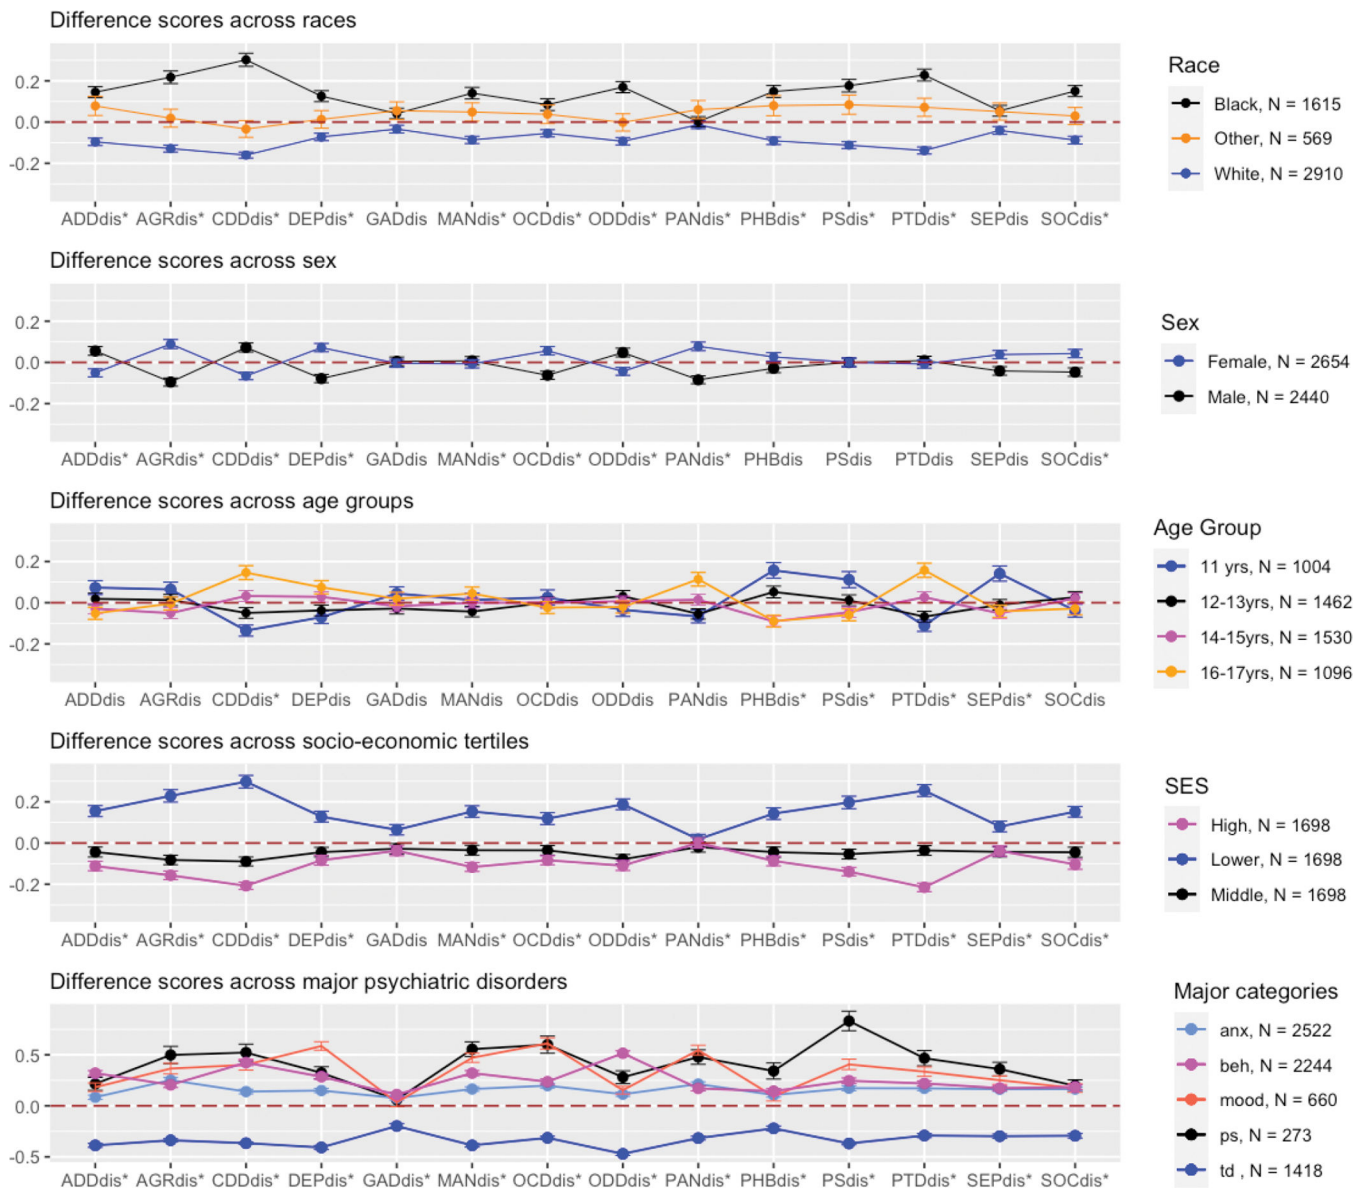 Difference scores across races
0.2
0.0
-0.2
ADDdis* AGRdis* CDDdis* DEPdis* GADdis MANdis* OCDdis* ODDdis* PANdis* PHBdis* PSdis* PTDdis* SEPdis SOCdis*
Race
Black, N = 1615
Other, N = 569
White, N = 2910
Difference scores across sex
0.2
0.0
-0.2
ADDdis* AGRdis* CDDdis* DEPdis* GADdis MANdis* OCDdis* ODDdis* PANdis* PHBdis PSdis PTDdis SEPdis SOCdis*
Sex
Female, N = 2654
Male, N = 2440
Difference scores across age groups
0.2
0.0
-0.2
ADDdis AGRdis CDDdis* DEPdis GADdis MANdis OCDdis ODDdis PANdis PHBdis* PSdis* PTDdis* SEPdis* SOCdis
Age Group
11 yrs, N = 1004
12-13yrs, N = 1462
14-15yrs, N = 1530
16-17yrs, N = 1096
Difference scores across socio-economic tertiles
0.2
0.0
-0.2
ADDdis* AGRdis* CDDdis* DEPdis* GADdis MANdis* OCDdis* ODDdis* PANdis* PHBdis* PSdis* PTDdis* SEPdis* SOCdis*
SES
High, N = 1698
Lower, N = 1698
Middle, N = 1698
Difference scores across major psychiatric disorders
0.5
0.0
-0.5
ADDdis* AGRdis* CDDdis* DEPdis* GADdis* MANdis* OCDdis* ODDdis* PANdis* PHBdis* PSdis* PTDdis* SEPdis* SOCdis*
Major categories
anx, N = 2522
beh, N = 2244
mood, N = 660
ps, N = 273
td , N = 1418